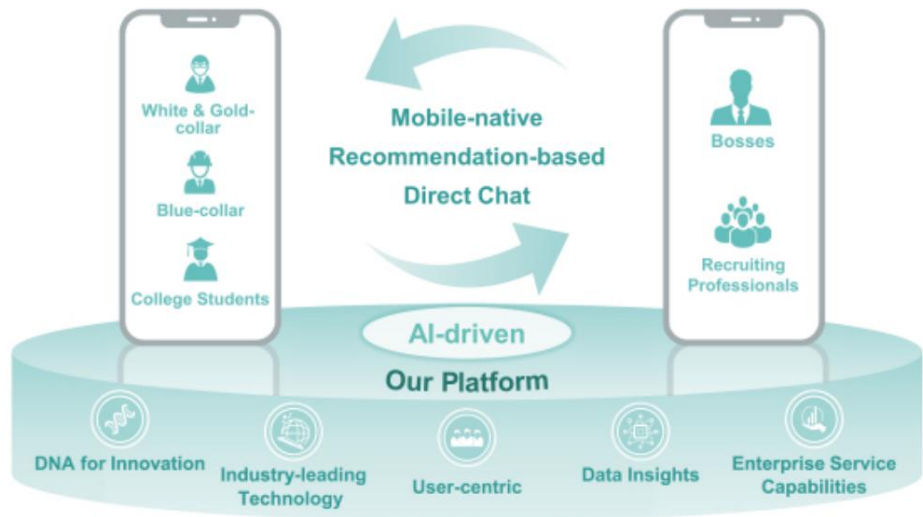 White & Gold-
collar
Blue-collar
College Students
Mobile-native
Recommendation-based
Direct Chat
Bosses
Recruiting
Professionals
AI-driven
Our Platform
DNA for Innovation
Industry-leading
Technology
User-centric
Data Insights
Enterprise Service
Capabilities